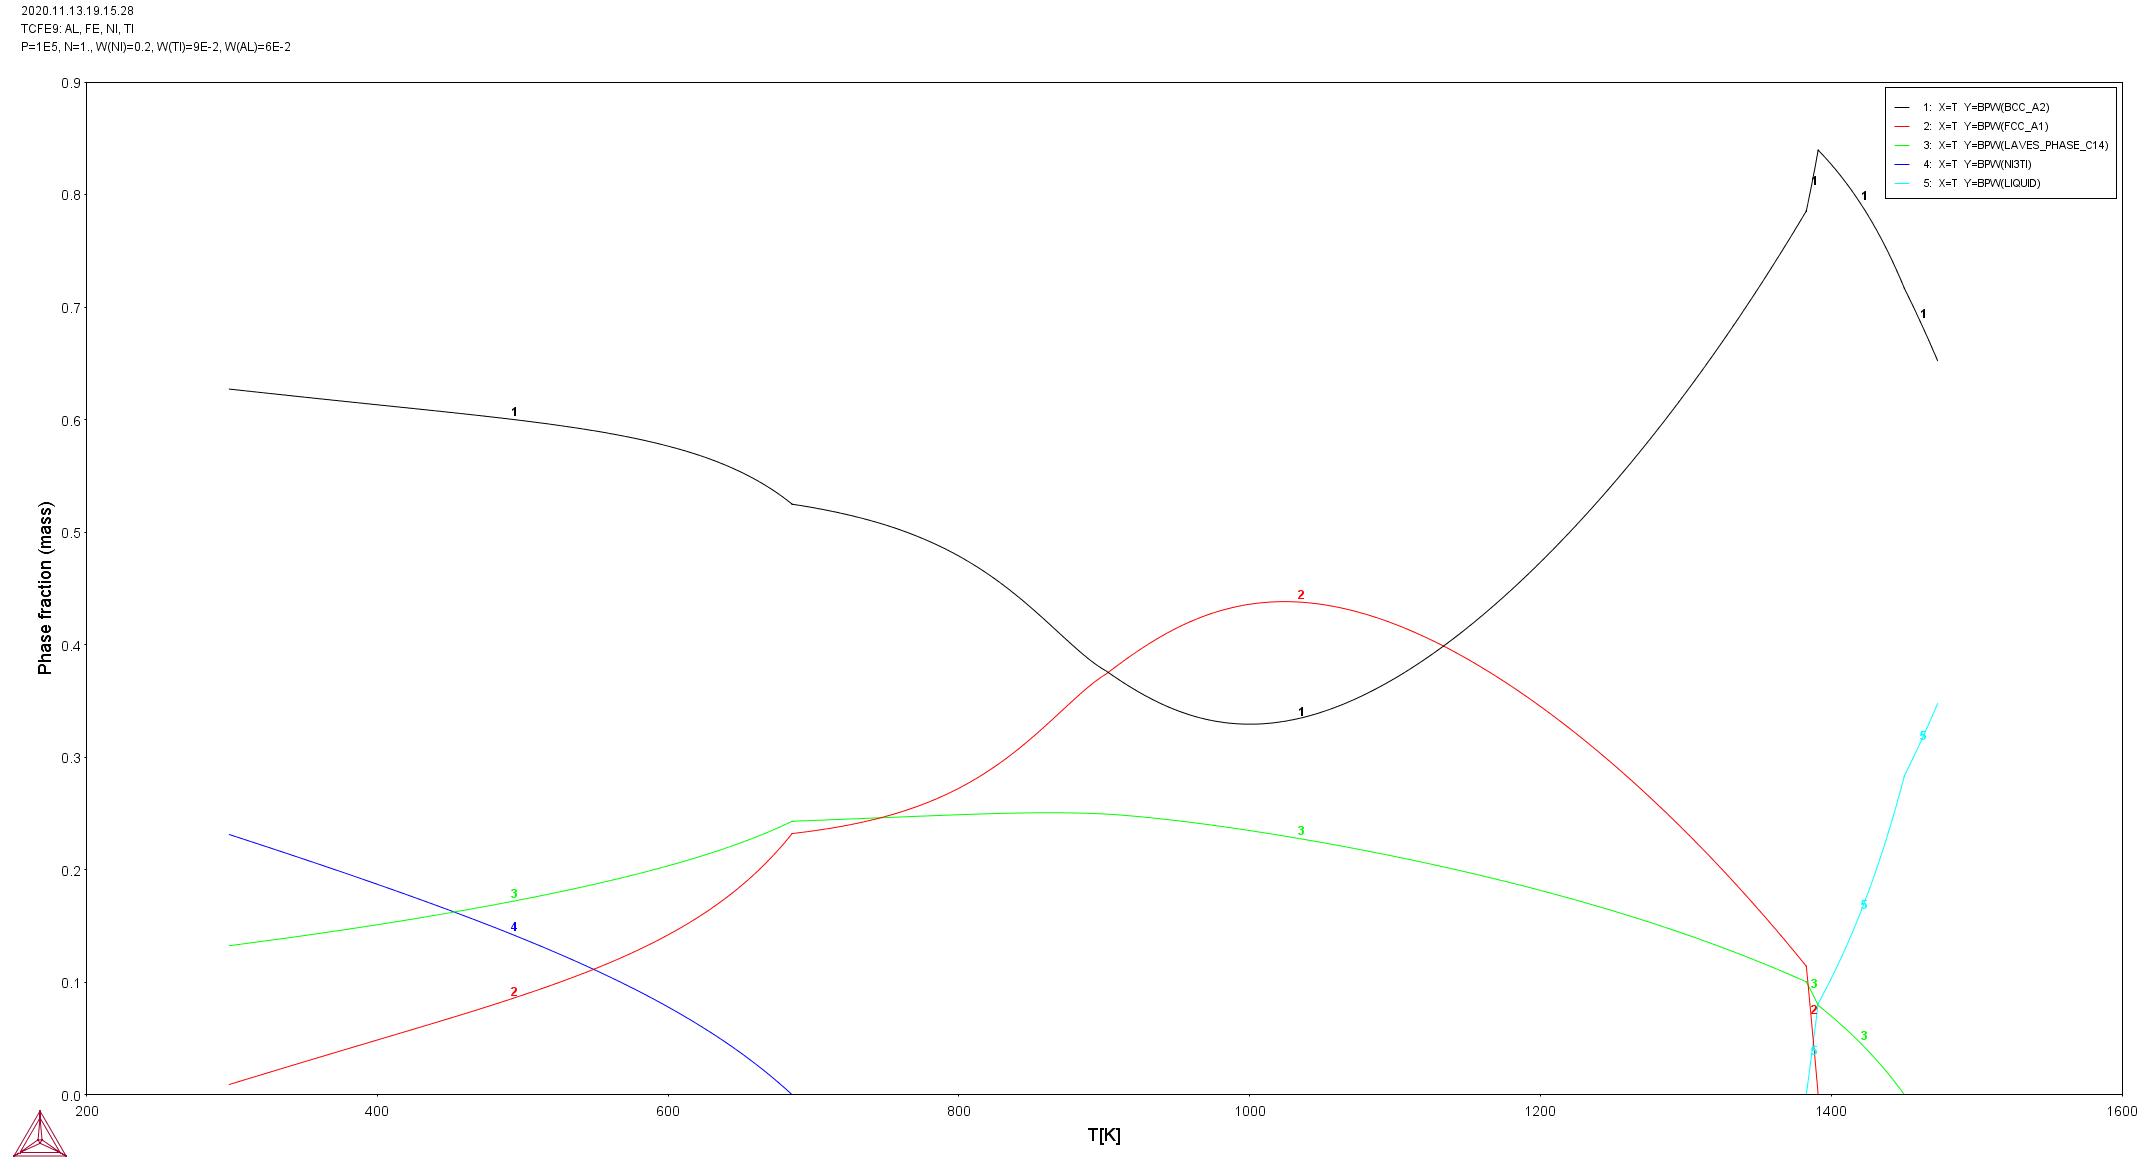 2020.11.13.19.15.28
TCFE9: AL, FE, NI, TI
P=1E5, N=1., W(NI)=0.2, W(TI)=9E-2, W(AL)=6E-2
0.9
0.8
0.7
0.6
0.5
0.4
0.3
0.2
0.1
0.0
Phase fraction (mass)
1: X=T Y=BPW(BCC_A2)
2: X=T Y=BPW(FCC_A1)
3: X=T Y=BPW(LAVES_PHASE_C14)
4: X=T Y=BPW(NI3TI)
5: X=T Y=BPW(LIQUID)
1
1
1
1
2
1
5
3
3
4
2
5
3
2
3
5
200 400 600 800 1000 1200 1400 1600
T[K]